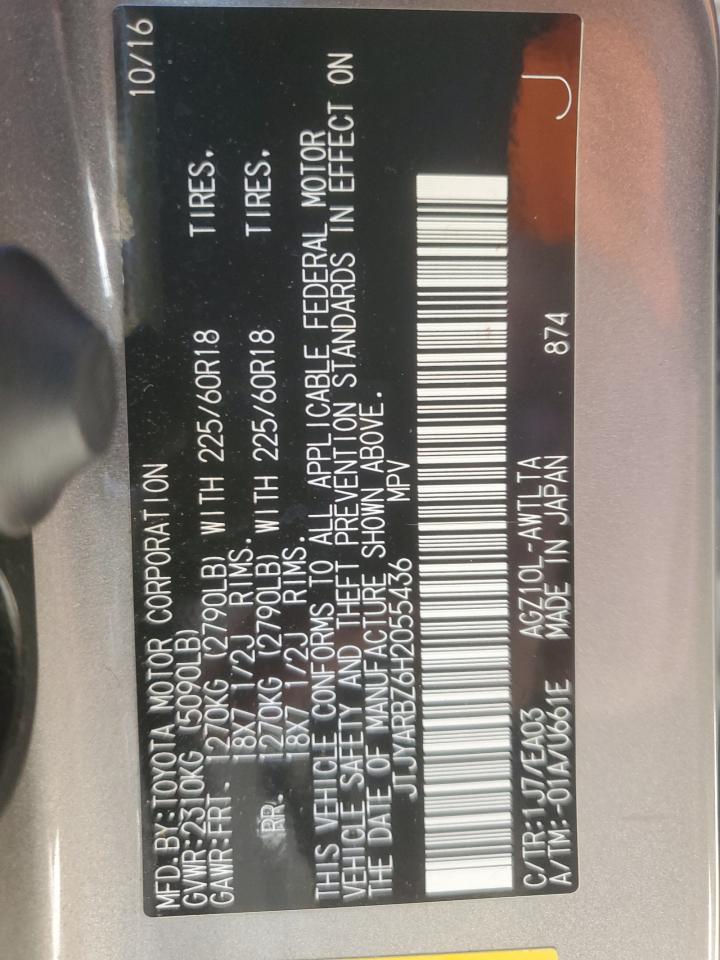 MFD.BY:TOYOTA MOTOR CORPORATION 10/16
GVWR:2310KG (5090LB)
GAWR:FRT. 1270KG (2790LB) WITH 225/60R18 TIRES.
18X7 1/2J RIMS.
RR. 1270KG (2790LB) WITH 225/60R18 TIRES.
18X7 1/2J RIMS.
THIS VEHICLE CONFORMS TO ALL APPLICABLE FEDERAL MOTOR
VEHICLE SAFETY AND THEFT PREVENTION STANDARDS IN EFFECT ON
THE DATE OF MANUFACTURE SHOWN ABOVE.
JTJYARBZ6H2055436 MPV
C/TR:1J7/EA03 AGZ10L-AWTLTA J
A/TM:-01A/U661E MADE IN JAPAN 874